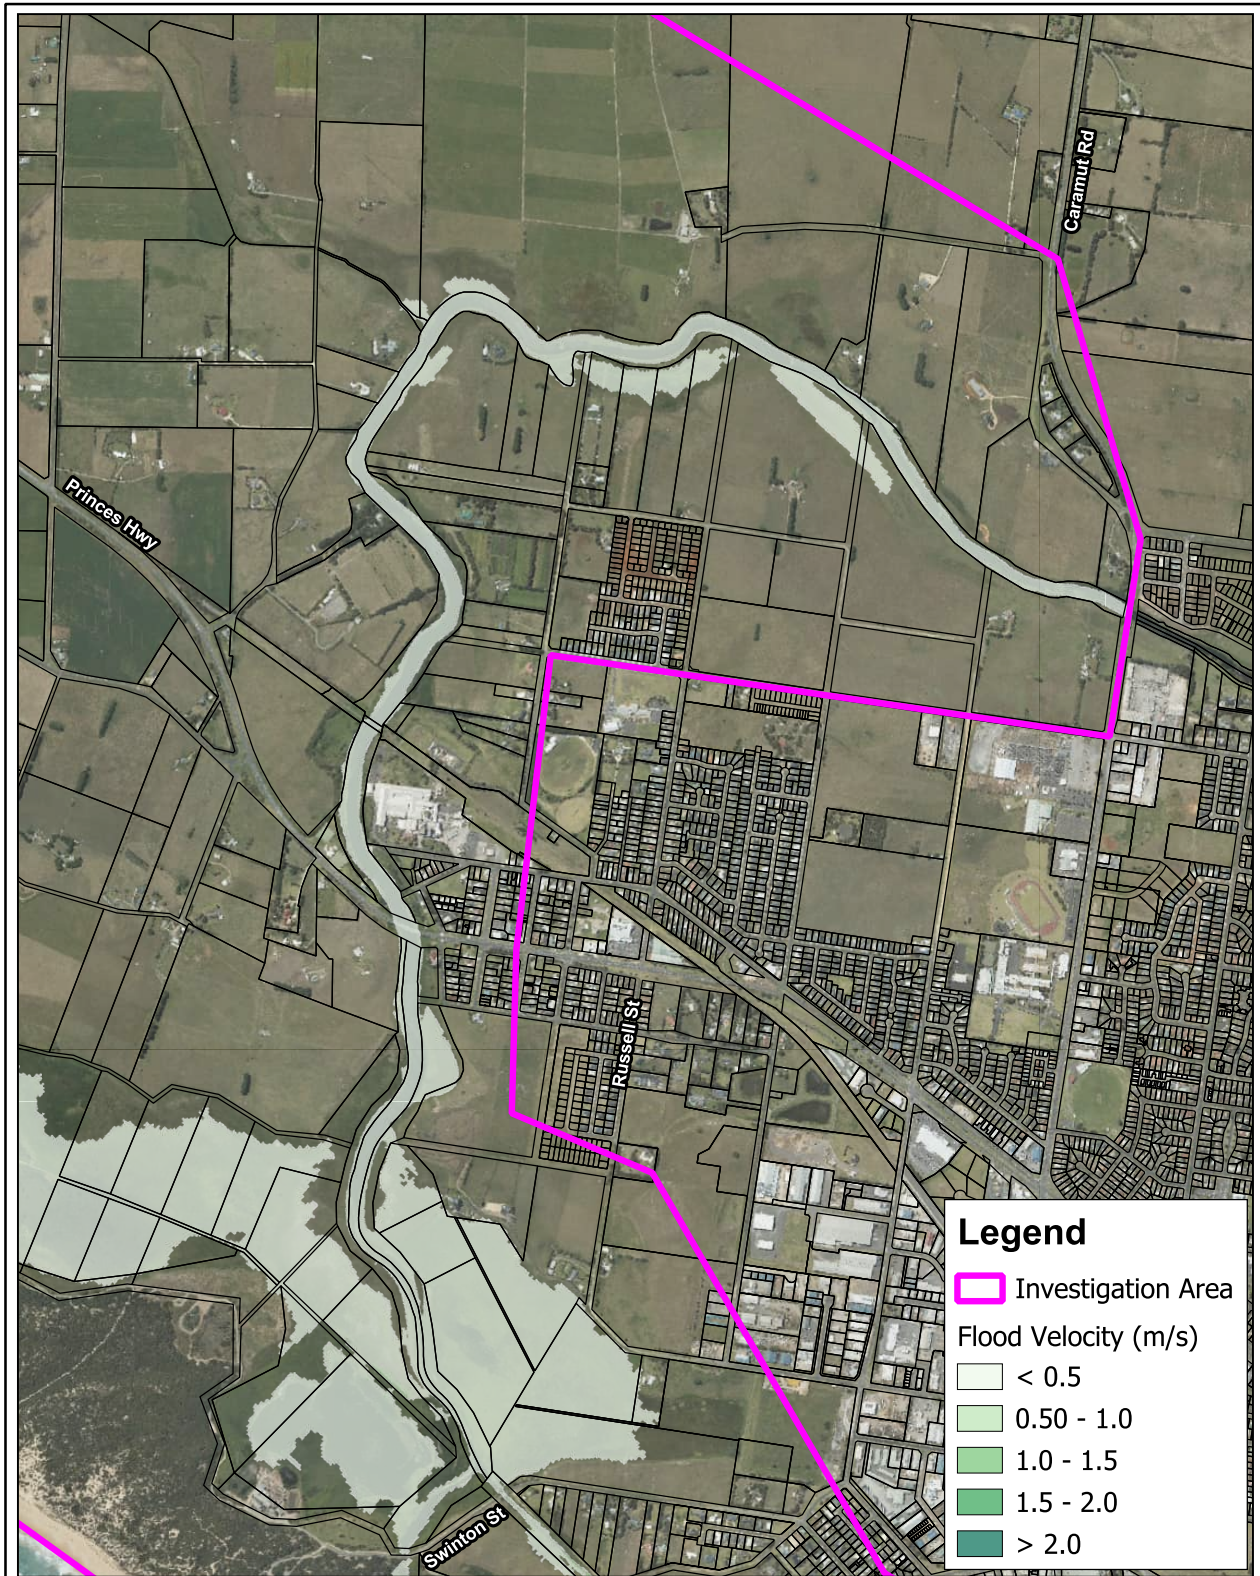 Caramut Rd
Princes Hwy
Russell St
Swinton St
Legend
Investigation Area
Flood Velocity (m/s)
< 0.5
0.50 - 1.0
1.0 - 1.5
1.5 - 2.0
> 2.0